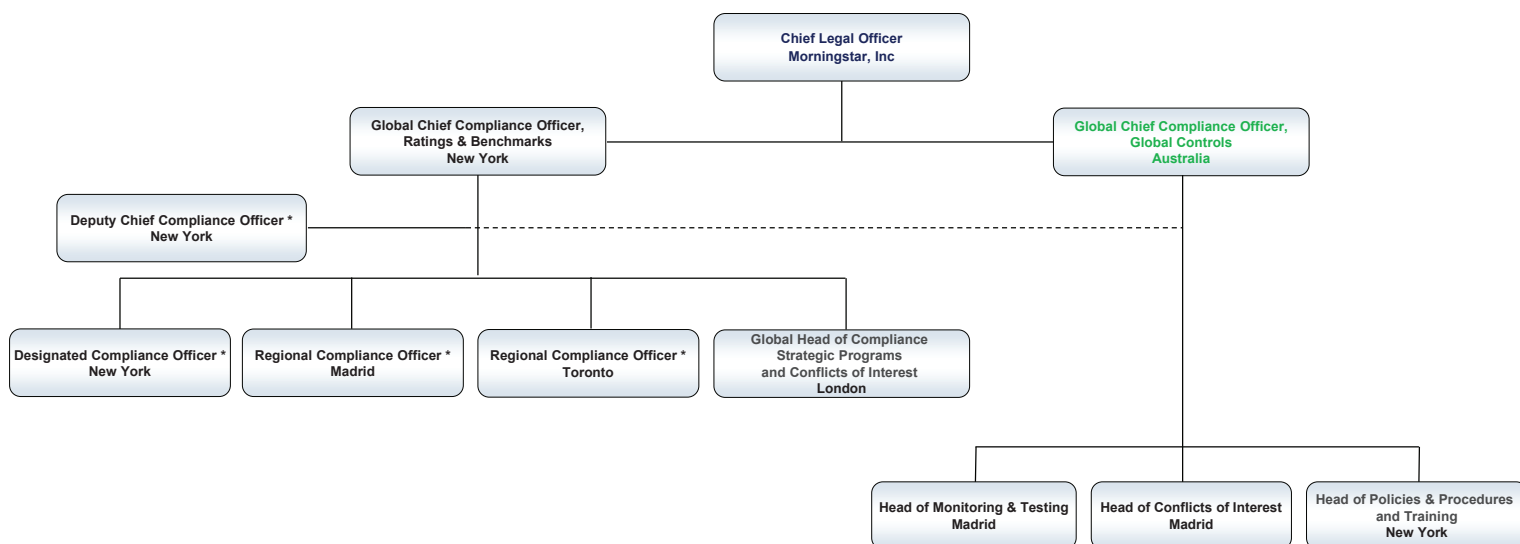 Chief Legal Officer
Morningstar, Inc
Global Chief Compliance Officer,
Ratings & Benchmarks
New York
Global Chief Compliance Officer,
Global Controls
Australia
Deputy Chief Compliance Officer *
New York
Designated Compliance Officer *
New York
Regional Compliance Officer *
Madrid
Regional Compliance Officer *
Toronto
Global Head of Compliance
Strategic Programs
and Conflicts of Interest
London
Head of Monitoring & Testing
Madrid
Head of Conflicts of Interest
Madrid
Head of Policies & Procedures
and Training
New York